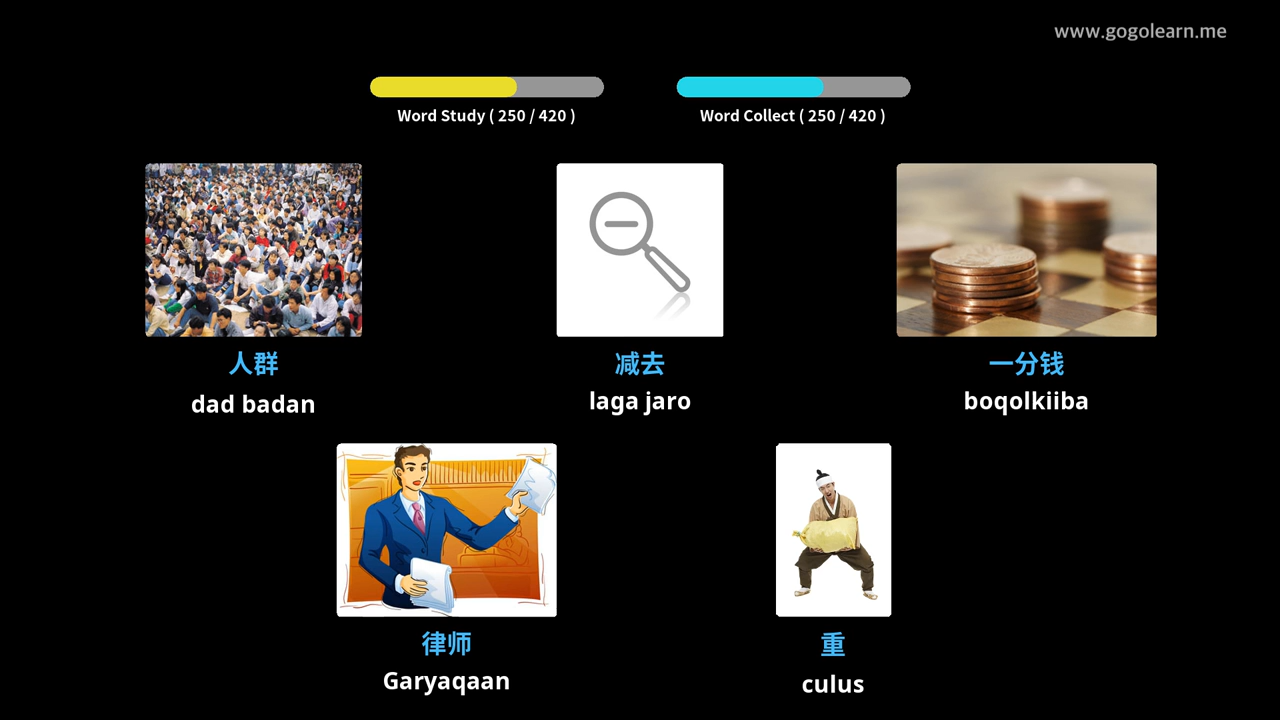 www.gogolearn.me
Word Study ( 250 / 420 )
Word Collect ( 250 / 420 )
人群
dad badan
减去
laga jaro
一分钱
boqolkiiba
律师
Garyaqaan
重
culus